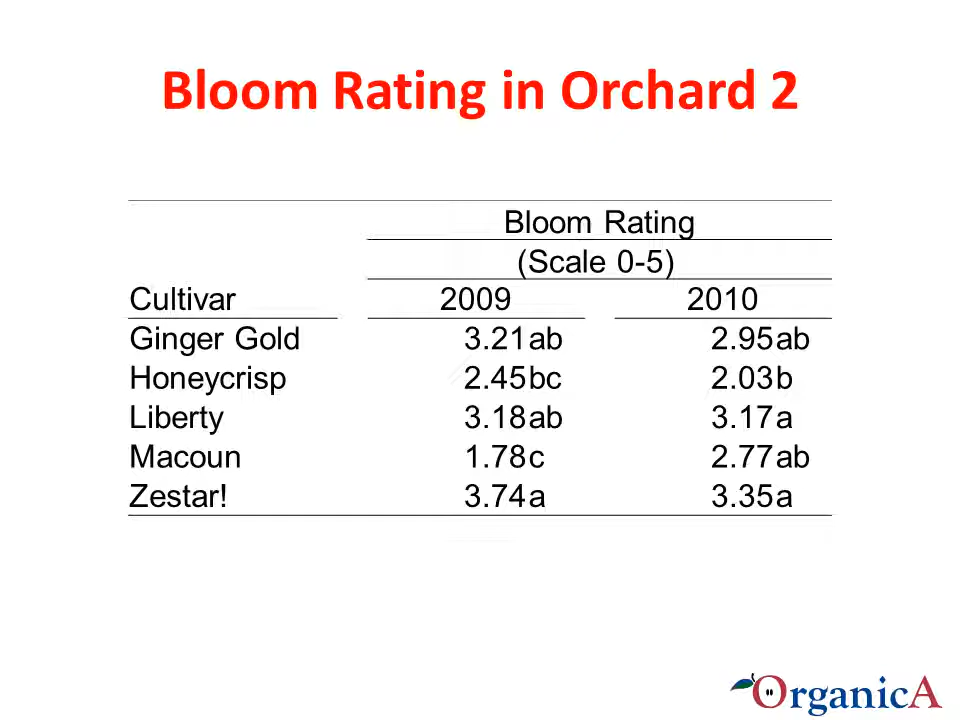 Bloom Rating in Orchard 2
Bloom Rating
(Scale 0-5)
Cultivar 2009 2010
Ginger Gold 3.21ab 2.95ab
Honeycrisp 2.45bc 2.03b
Liberty 3.18ab 3.17a
Macoun 1.78c 2.77ab
Zestar! 3.74a 3.35a
OrganicA